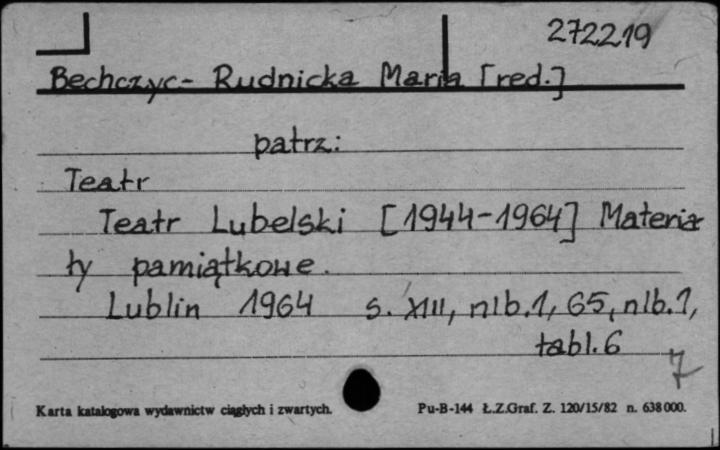 272219
Bechczyc- Rudnicka Maria [red.]
patrz:
Teatr
Teatr Lubelski [1944-1964] Materia
ły pamiątkowe.
Lublin 1964 s. XIII, nlb.1, 65, nlb.1,
tabl.6
7
Karta katalogowa wydawnictw ciągłych i zwartych. Pu-B-144 Ł.Z.Graf. Z. 120/15/82 n. 638000.